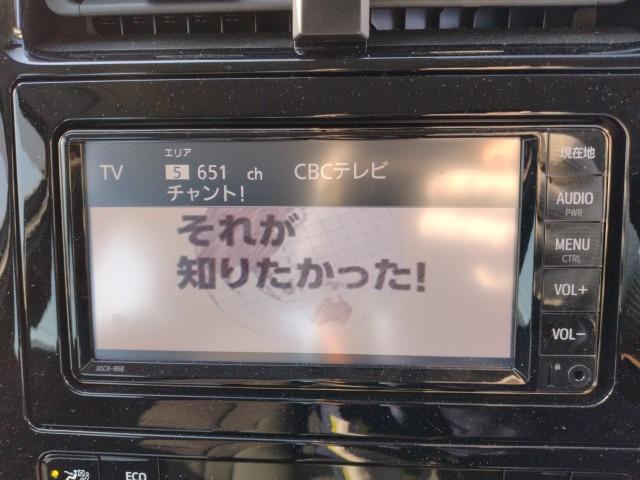 エリア
TV 5 651 ch CBCテレビ
チャント!
それが
知りたかった!
現在地
AUDIO
PWR
MENU
CTRL
VOL+
VOL−
ECO